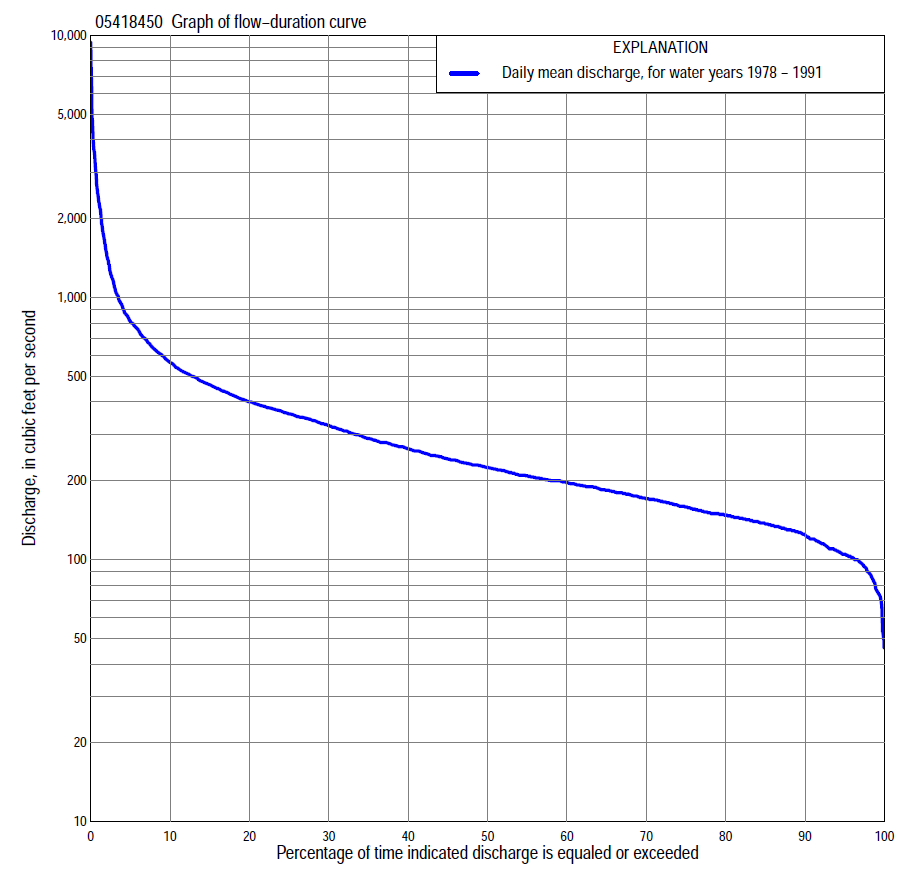 05418450 Graph of flow–duration curve
EXPLANATION
Daily mean discharge, for water years 1978 – 1991
10,000
5,000
2,000
1,000
500
200
100
50
20
10
Discharge, in cubic feet per second
0 10 20 30 40 50 60 70 80 90 100
Percentage of time indicated discharge is equaled or exceeded